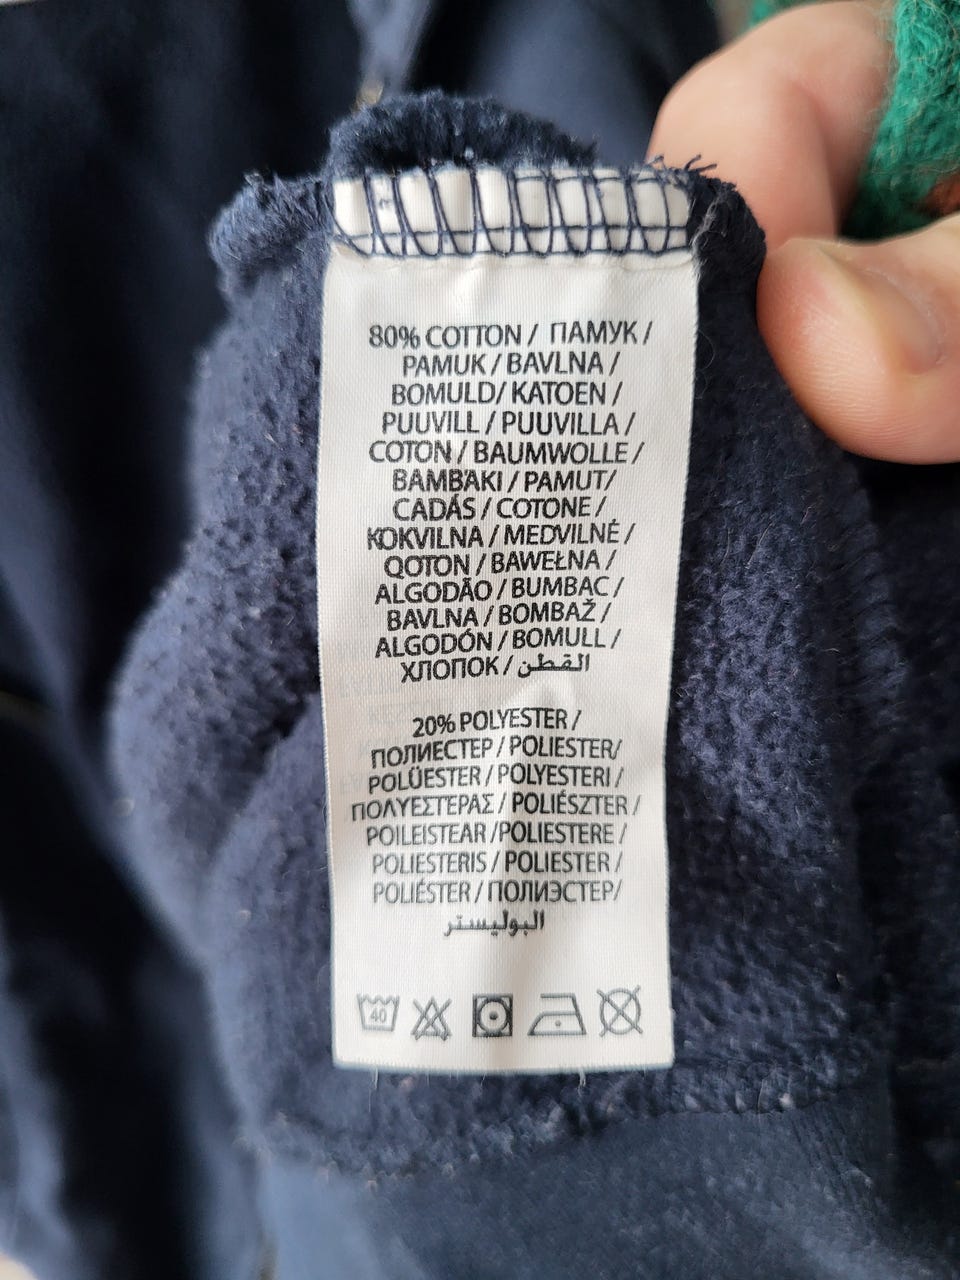 80% COTTON / ПАМУК /
PAMUK / BAVLNA /
BOMULD/ KATOEN /
PUUVILL / PUUVILLA /
COTON / BAUMWOLLE /
BAMBAKI / PAMUT/
CADÁS / COTONE /
KOKVILNA / MEDVILNĖ /
QOTON / BAWEŁNA /
ALGODÃO / BUMBAC /
BAVLNA / BOMBAŽ /
ALGODÓN / BOMULL /
ХЛОПОК / القطن
20% POLYESTER /
ПОЛИЕСТЕР / POLIESTER/
POLÜESTER / POLYESTERI /
ΠΟΛΥΕΣΤΕΡΑΣ / POLIÉSZTER /
POILEISTEAR /POLIESTERE /
POLIESTERIS / POLIESTER /
POLIÉSTER / ПОЛИЭСТЕР/
البوليستر
40